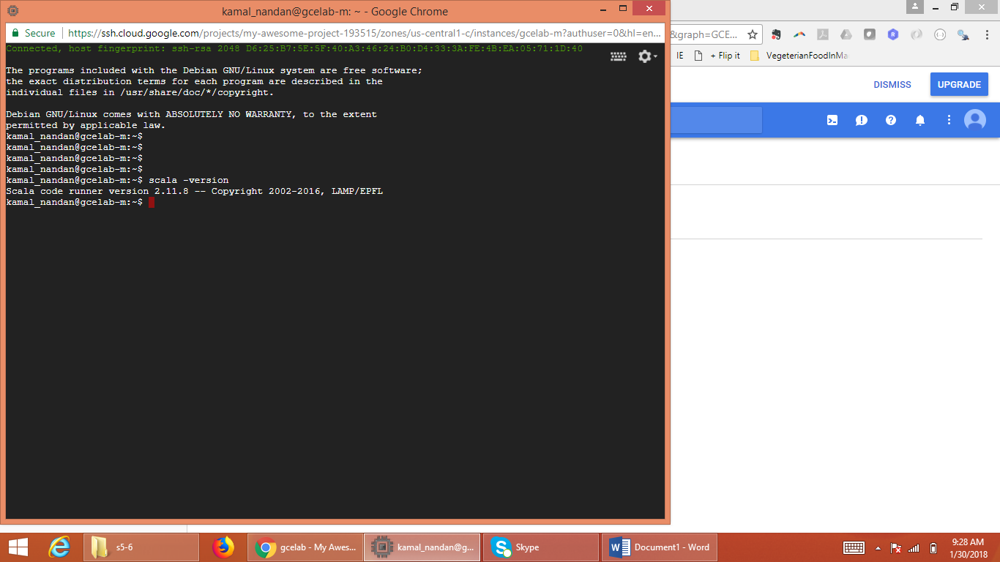 kamal_nandan@gcelab-m: ~ - Google Chrome
Secure
https://ssh.cloud.google.com/projects/my-awesome-project-193515/zones/us-central1-c/instances/gcelab-m?authuser=0&hl=en...
&graph=GCE...
IE
+ Flip it
VegeterianFoodInMa
Connected, host fingerprint: ssh-rsa 2048 D6:25:B7:5E:5F:40:A3:46:24:B0:D4:33:3A:FE:4B:EA:05:71:1D:40
The programs included with the Debian GNU/Linux system are free software;
the exact distribution terms for each program are described in the
individual files in /usr/share/doc/*/copyright.
Debian GNU/Linux comes with ABSOLUTELY NO WARRANTY, to the extent
permitted by applicable law.
kamal_nandan@gcelab-m:~$
kamal_nandan@gcelab-m:~$
kamal_nandan@gcelab-m:~$
kamal_nandan@gcelab-m:~$
kamal_nandan@gcelab-m:~$ scala -version
Scala code runner version 2.11.8 -- Copyright 2002-2016, LAMP/EPFL
kamal_nandan@gcelab-m:~$
DISMISS
UPGRADE
s5-6
gcelab - My Awes...
kamal_nandan@g...
Skype
Document1 - Word
9:28 AM
1/30/2018